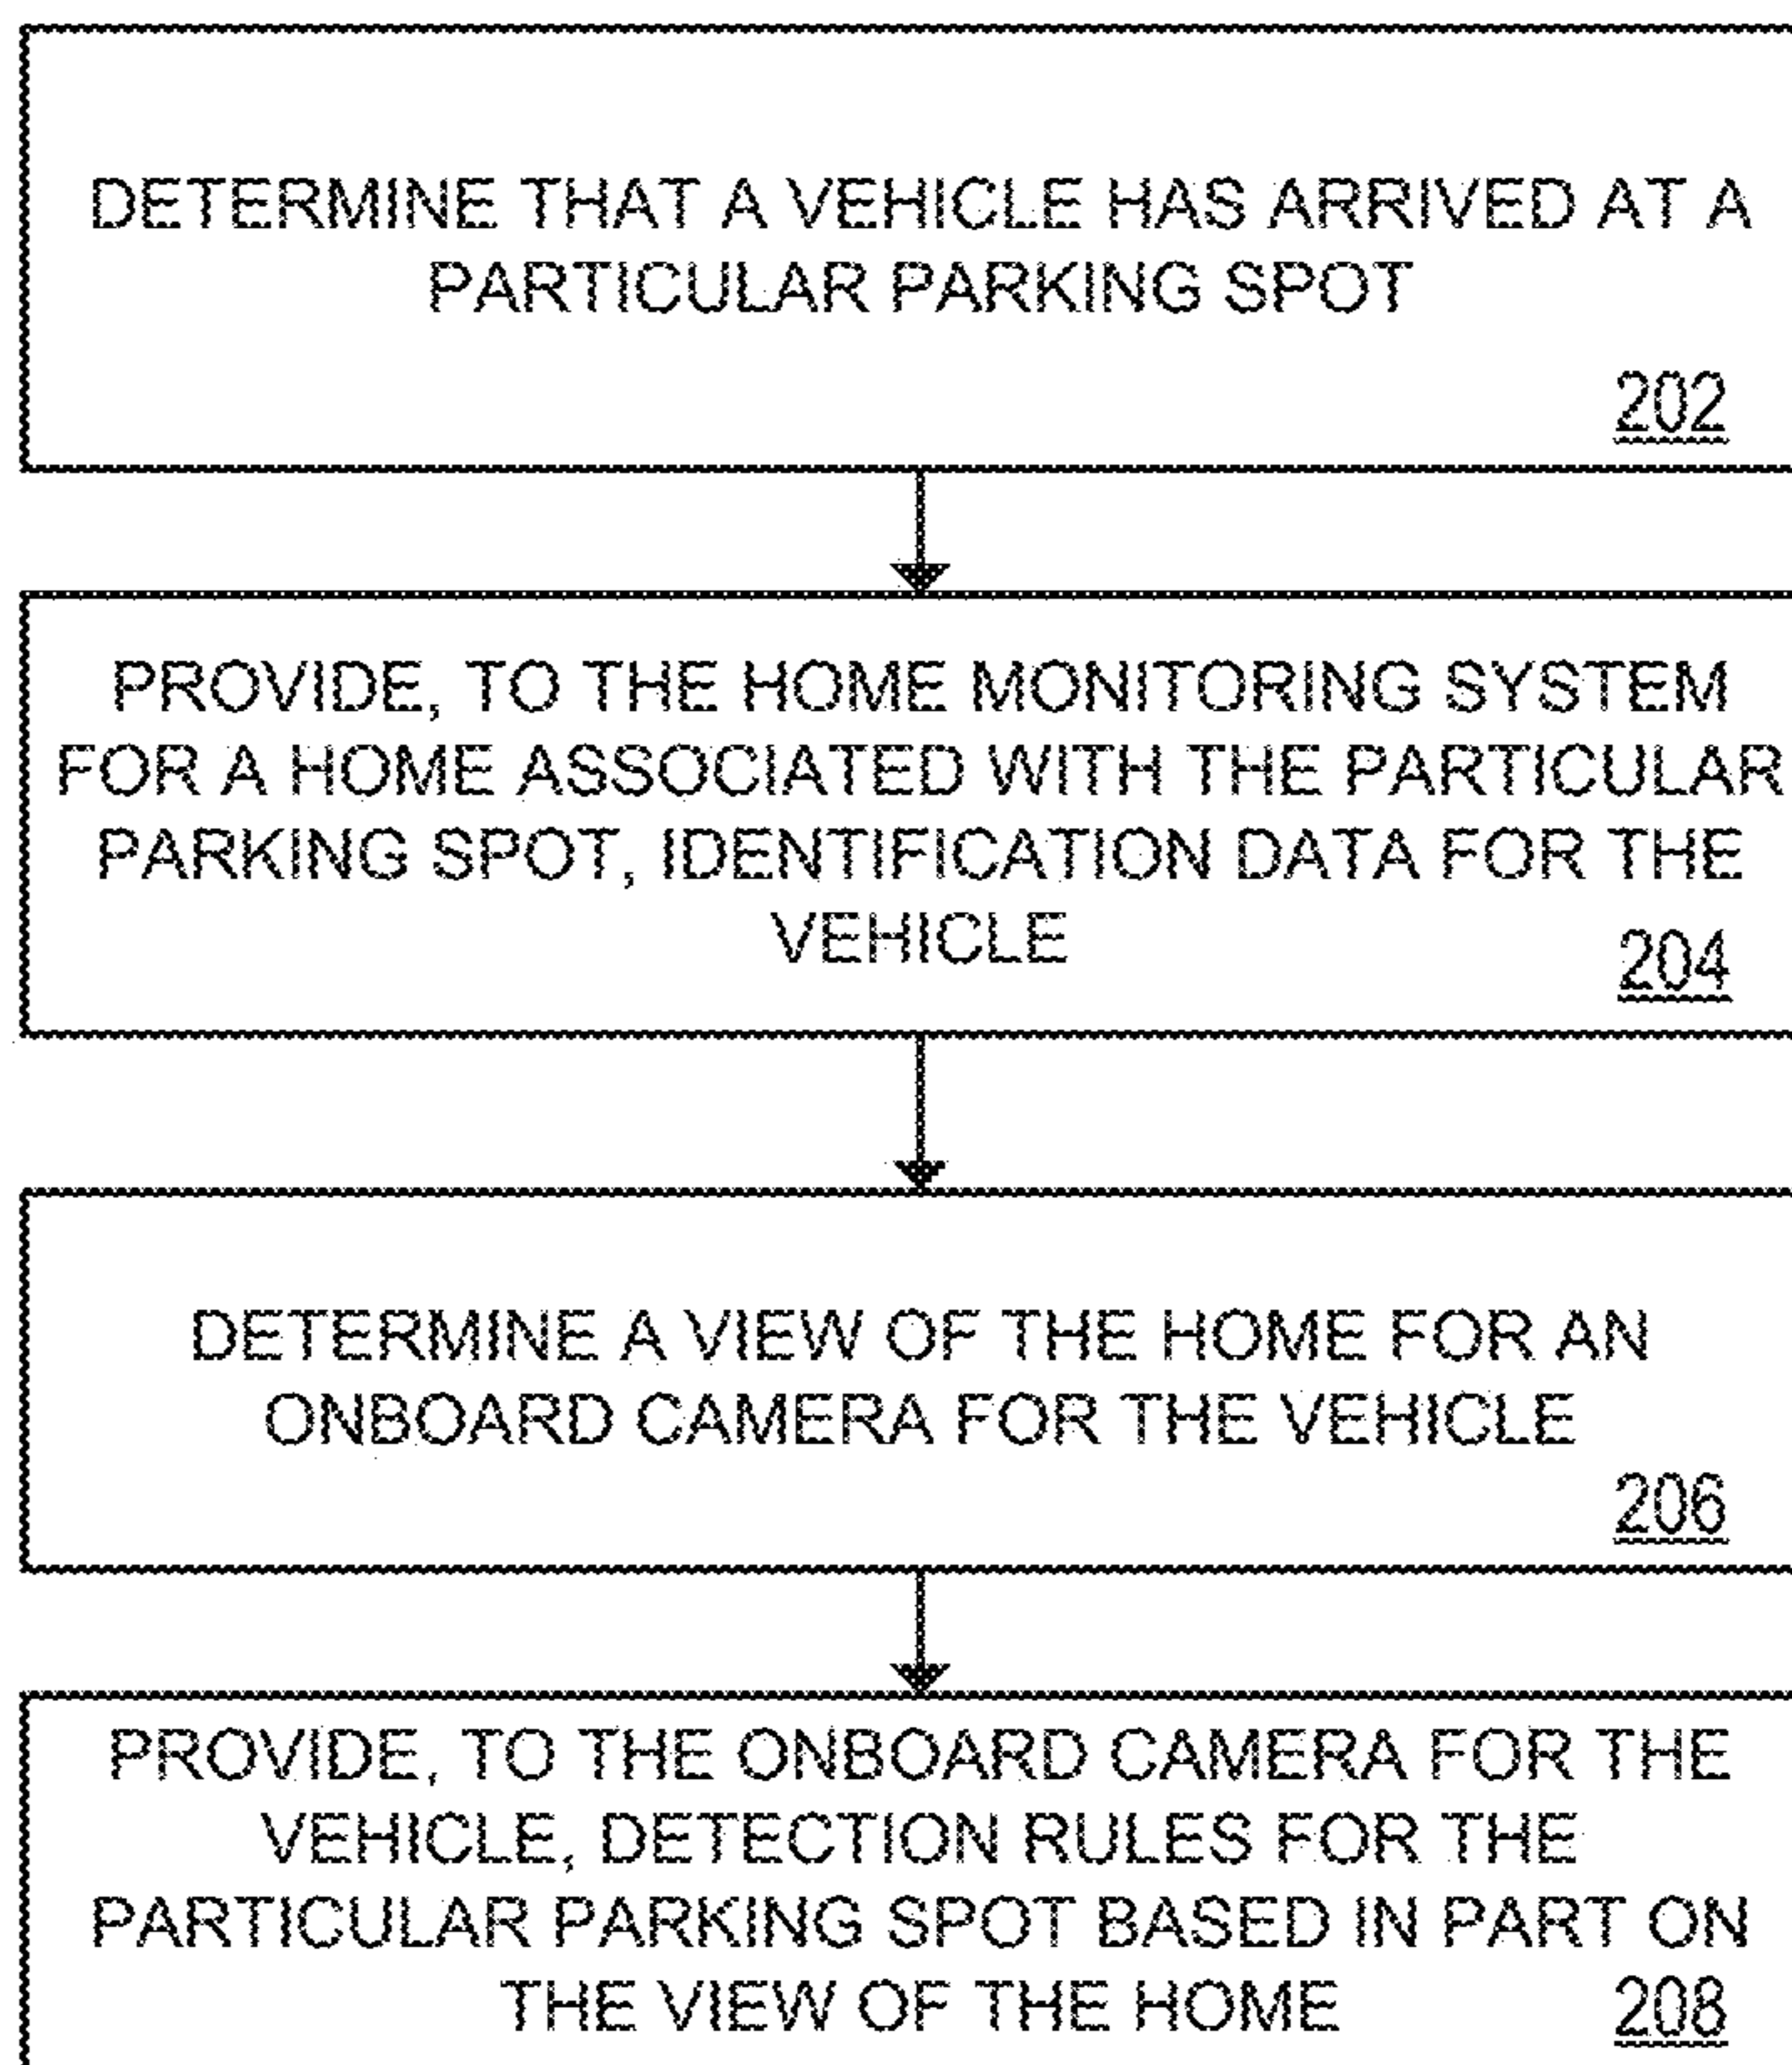 DETERMINE THAT A VEHICLE HAS ARRIVED AT A
PARTICULAR PARKING SPOT
202
PROVIDE, TO THE HOME MONITORING SYSTEM
FOR A HOME ASSOCIATED WITH THE PARTICULAR
PARKING SPOT, IDENTIFICATION DATA FOR THE
VEHICLE
204
DETERMINE A VIEW OF THE HOME FOR AN
ONBOARD CAMERA FOR THE VEHICLE
206
PROVIDE, TO THE ONBOARD CAMERA FOR THE
VEHICLE, DETECTION RULES FOR THE
PARTICULAR PARKING SPOT BASED IN PART ON
THE VIEW OF THE HOME
208